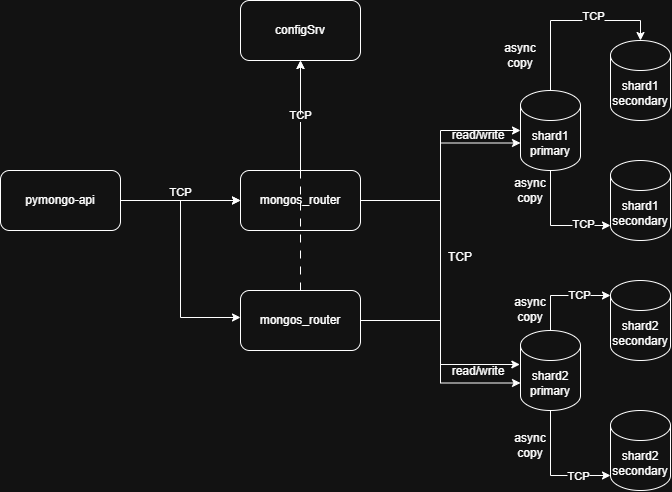 configSrv
TCP
pymongo-api
TCP
mongos_router
mongos_router
TCP
async
copy
TCP
shard1
secondary
read/write
shard1
primary
async
copy
TCP
shard1
secondary
async
copy
TCP
shard2
secondary
read/write
shard2
primary
async
copy
TCP
shard2
secondary